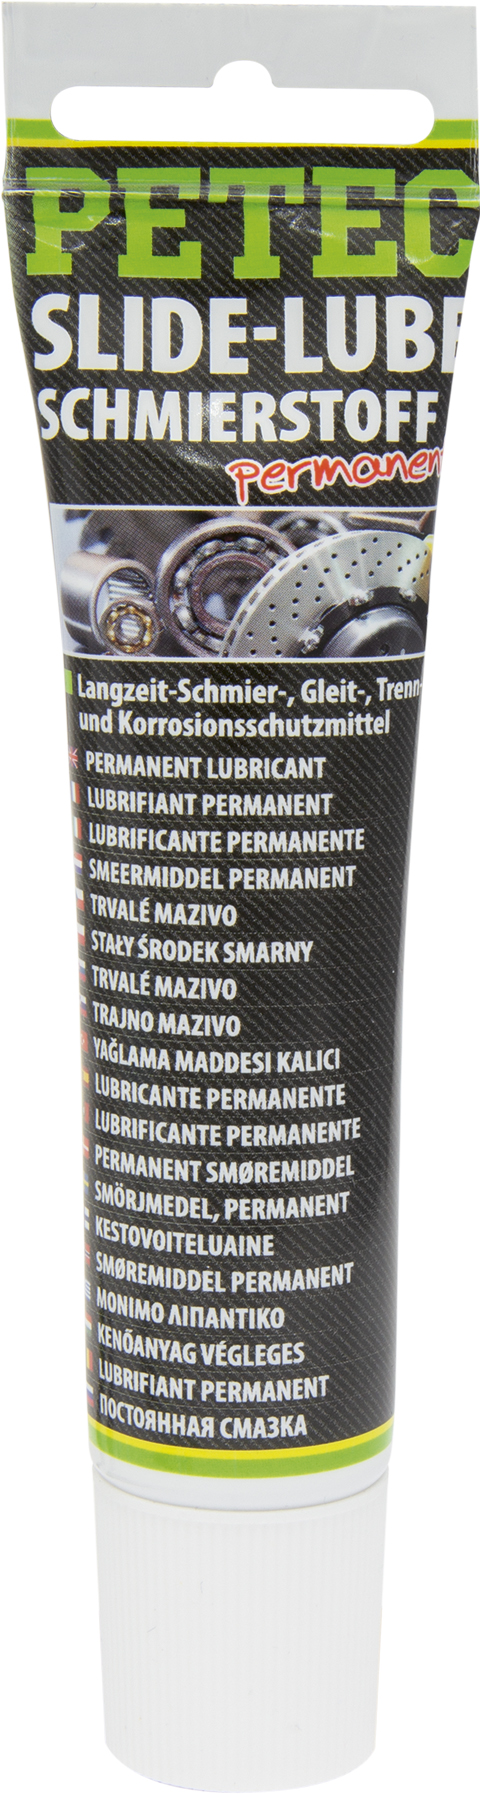 PETEC
SLIDE-LUBE
SCHMIERSTOFF
permanent
Langzeit-Schmier-, Gleit-, Trenn-
und Korrosionsschutzmittel
PERMANENT LUBRICANT
LUBRIFIANT PERMANENT
LUBRIFICANTE PERMANENTE
SMEERMIDDEL PERMANENT
TRVALÉ MAZIVO
STAŁY ŚRODEK SMARNY
TRVALÉ MAZIVO
TRAJNO MAZIVO
YAĞLAMA MADDESI KALICI
LUBRICANTE PERMANENTE
LUBRIFICANTE PERMANENTE
PERMANENT SMØREMIDDEL
SMÖRJMEDEL, PERMANENT
KESTOVOITELUAINE
SMØREMIDDEL PERMANENT
ΜΟΝΙΜΟ ΛΙΠΑΝΤΙΚΟ
KENŐANYAG VÉGLEGES
LUBRIFIANT PERMANENT
ПОСТОЯННАЯ СМАЗКА